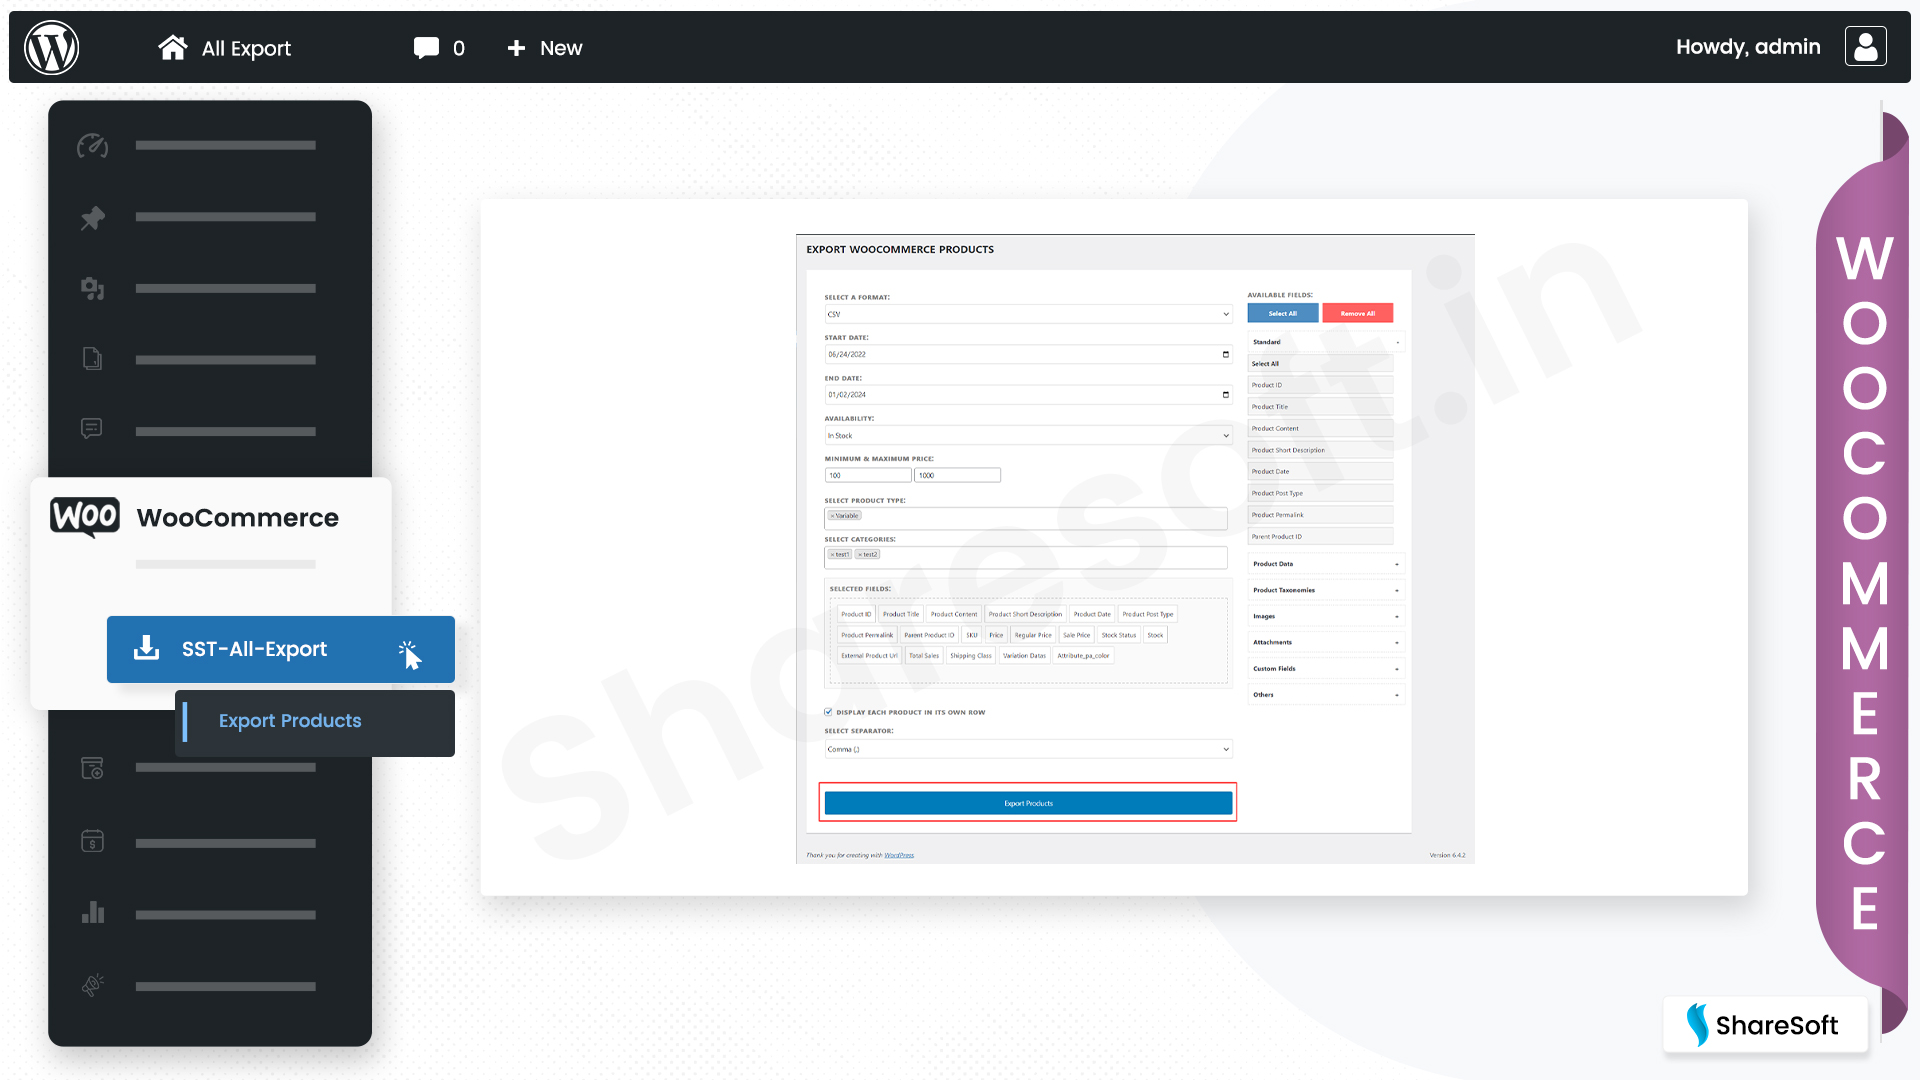 All Export
0
New
Howdy, admin
WOO
WooCommerce
SST-All-Export
Export Products
EXPORT WOOCOMMERCE PRODUCTS
SELECT A FORMAT:
CSV
START DATE:
06/24/2022
END DATE:
01/02/2024
AVAILABILITY:
In Stock
MINIMUM & MAXIMUM PRICE:
100 1000
SELECT PRODUCT TYPE:
× Variable
SELECT CATEGORIES:
× test1 × test2
SELECTED FIELDS:
Product ID Product Title Product Content Product Short Description Product Date Product Post Type
Product Permalink Parent Product ID SKU Price Regular Price Sale Price Stock Status Stock
External Product Url Total Sales Shipping Class Variation Datas Attribute_pa_color
DISPLAY EACH PRODUCT IN ITS OWN ROW
SELECT SEPARATOR:
Comma (,)
Export Products
AVAILABLE FIELDS:
Select All Remove All
Standard -
Select All
Product ID
Product Title
Product Content
Product Short Description
Product Date
Product Post Type
Product Permalink
Parent Product ID
Product Data +
Product Taxonomies +
Images +
Attachments +
Custom Fields +
Others +
Thank you for creating with WordPress
Version 6.4.2
Sharesoft.in
WOOCOMMERCE
ShareSoft